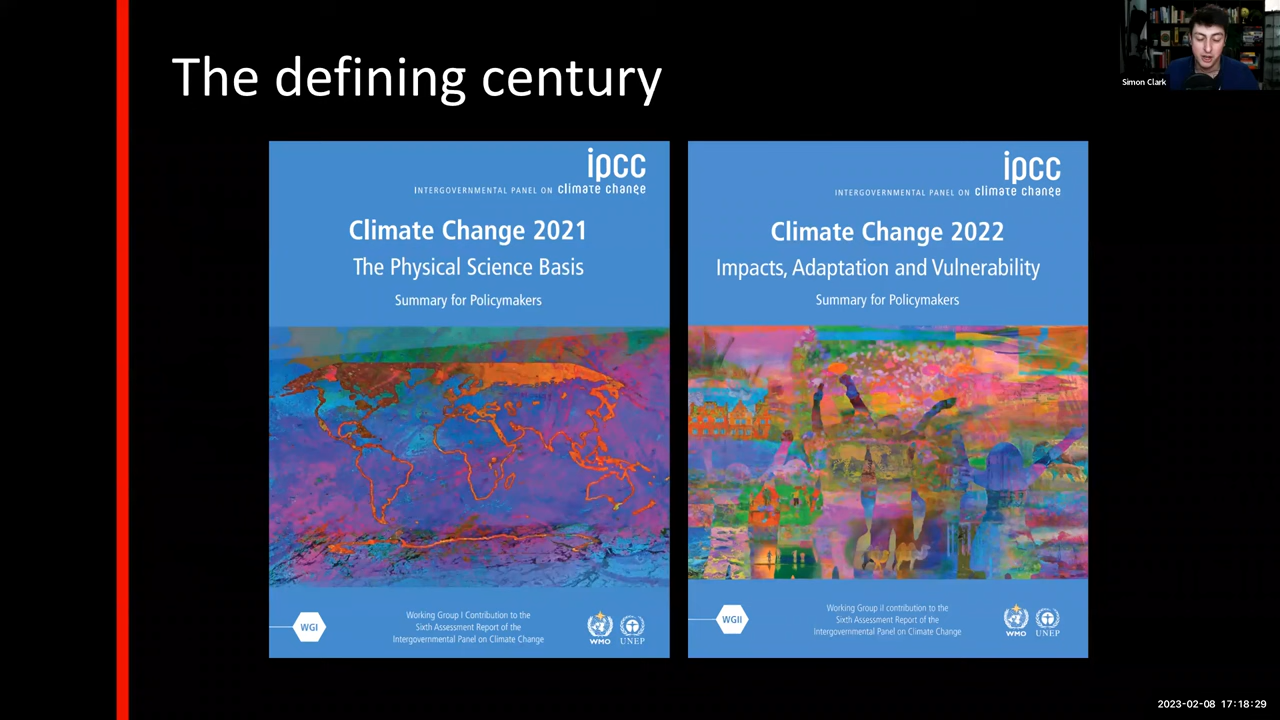 The defining century
Simon Clark
ipcc
INTERGOVERNMENTAL PANEL ON climate change
Climate Change 2021
The Physical Science Basis
Summary for Policymakers
WGI
Working Group I Contribution to the
Sixth Assessment Report of the
Intergovernmental Panel on Climate Change
WMO
UNEP
ipcc
INTERGOVERNMENTAL PANEL ON climate change
Climate Change 2022
Impacts, Adaptation and Vulnerability
Summary for Policymakers
WGII
Working Group II contribution to the
Sixth Assessment Report of the
Intergovernmental Panel on Climate Change
WMO
UNEP
2023-02-08 17:18:29